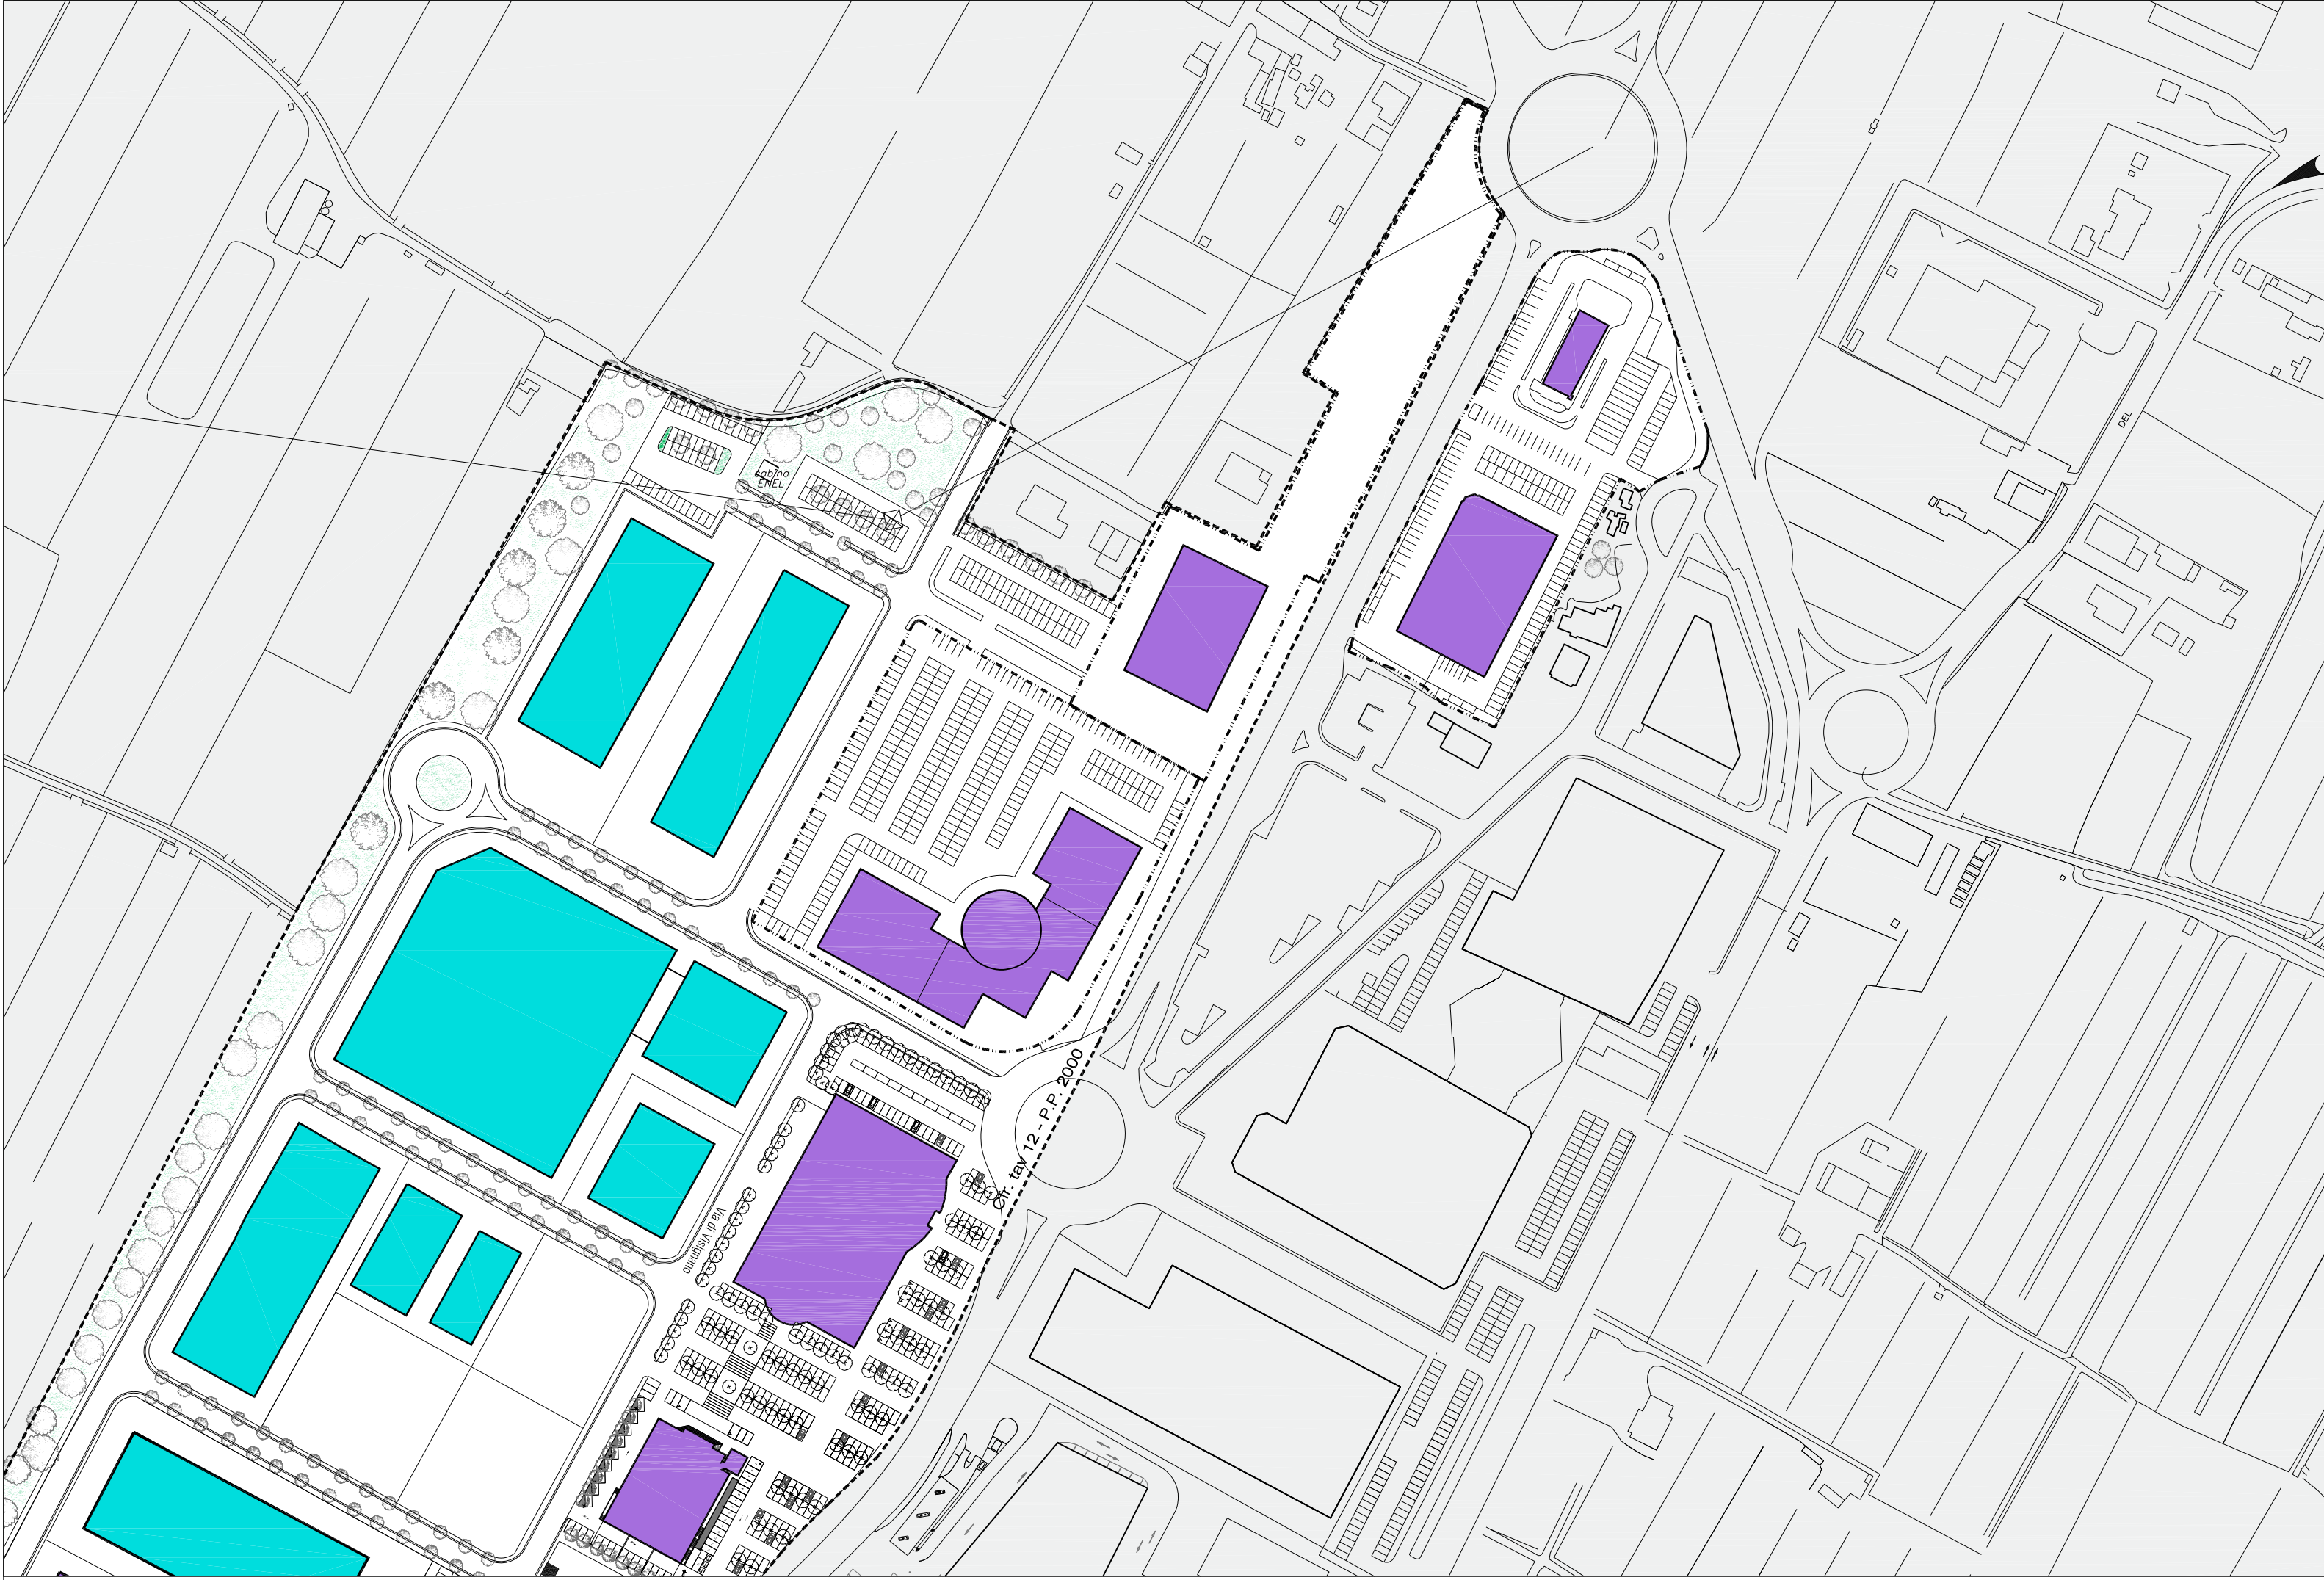 DEL
cabina
ENEL
Cfr. tav 12 - P.P. 2000
Via di Visignano